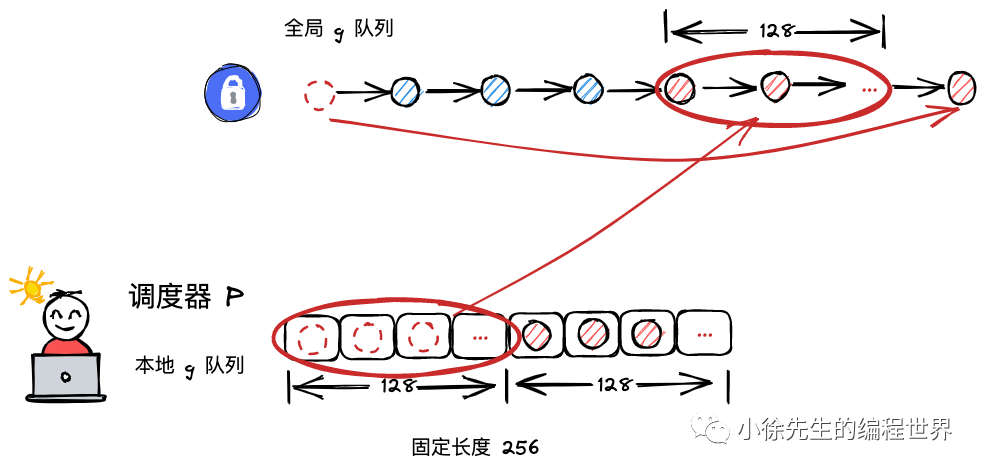 全局 g 队列
128
...
调度器 P
本地 g 队列
...
...
128
128
固定长度 256
小徐先生的编程世界